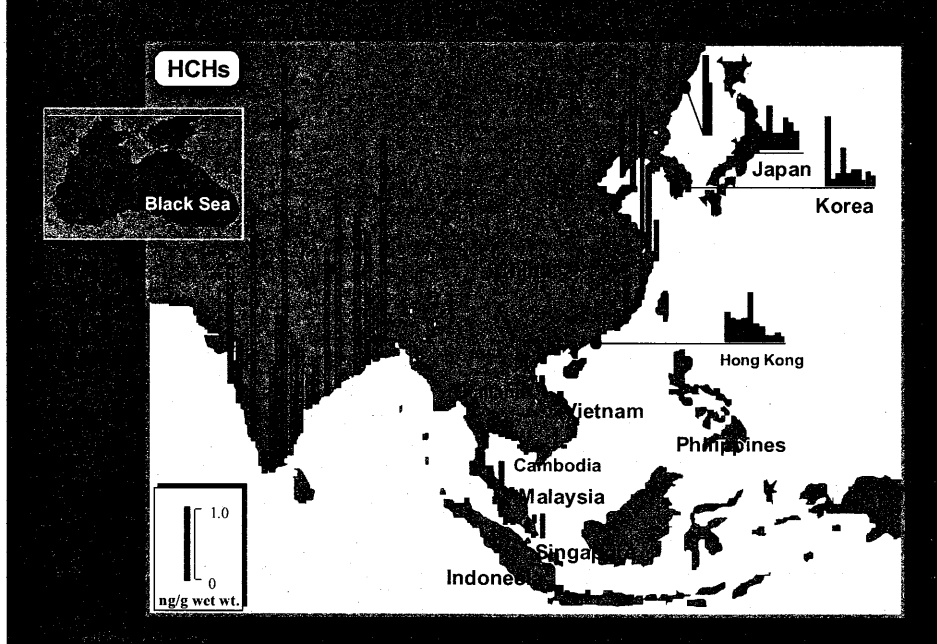 HCHs
Black Sea
Japan
Korea
Hong Kong
Vietnam
Philippines
Cambodia
Malaysia
1.0
0
ng/g wet wt.